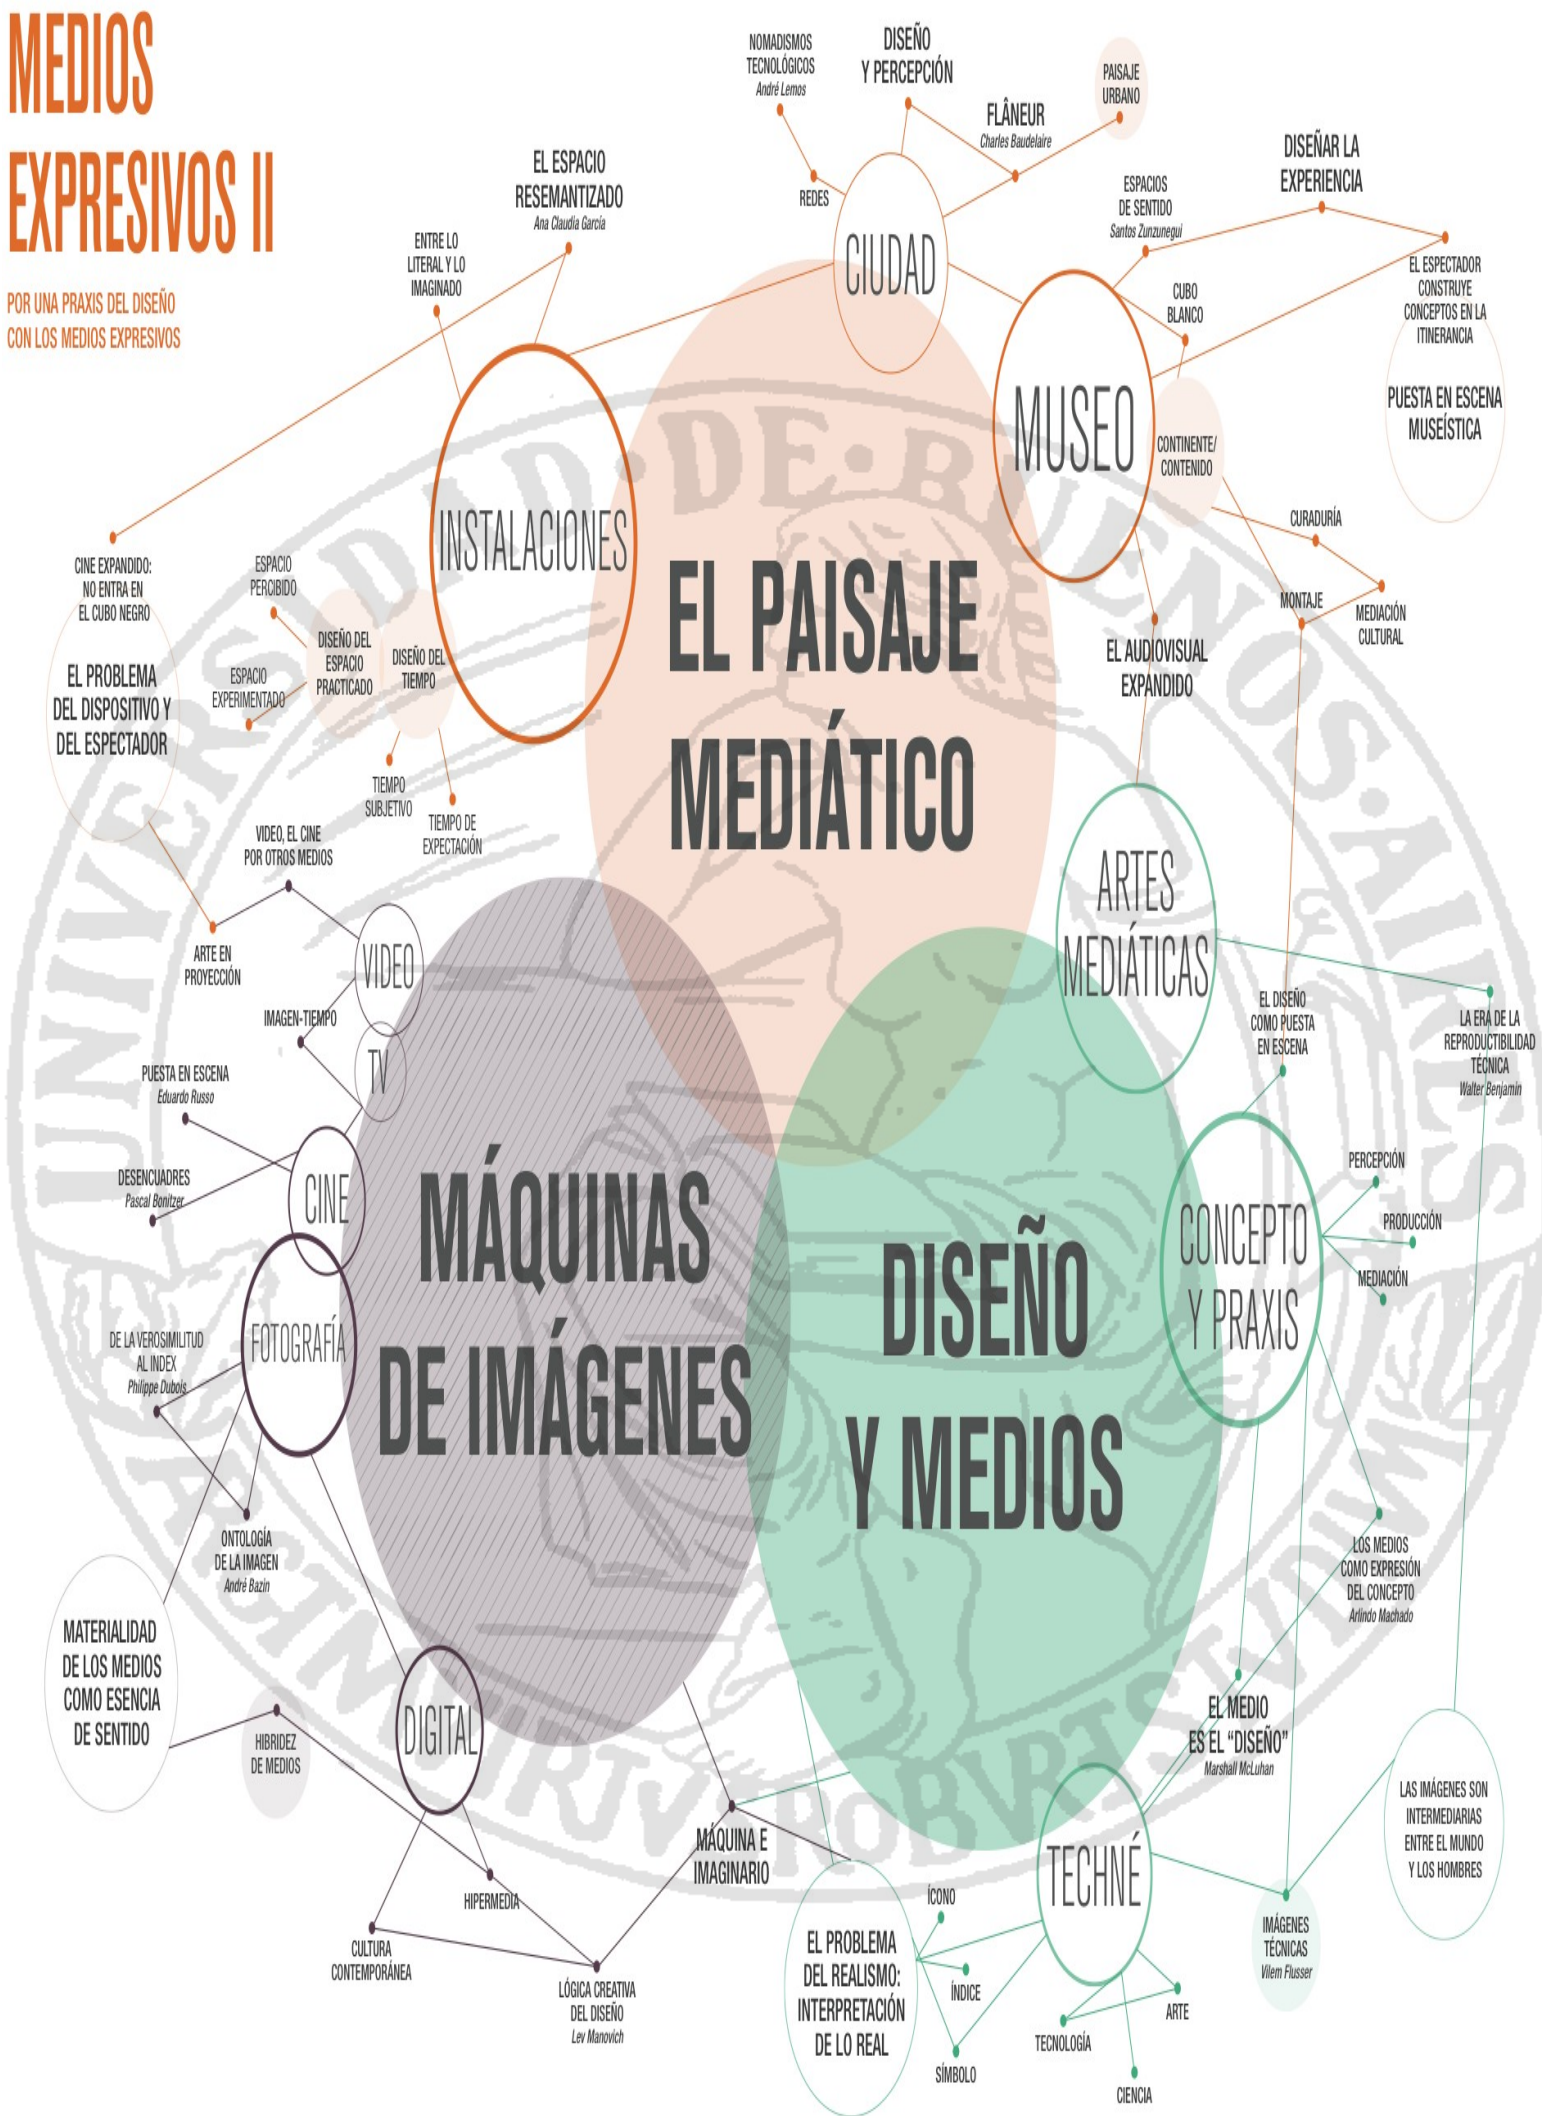 MEDIOS
EXPRESIVOS II
POR UNA PRAXIS DEL DISEÑO
CON LOS MEDIOS EXPRESIVOS
NOMADISMOS
TECNOLÓGICOS
André Lemos
REDES
DISEÑO
Y PERCEPCIÓN
FLÂNEUR
Charles Baudelaire
PAISAJE
URBANO
CIUDAD
EL ESPACIO
RESEMANTIZADO
Ana Claudia García
ENTRE LO
LITERAL Y LO
IMAGINADO
ESPACIOS
DE SENTIDO
Santos Zunzunegui
DISEÑAR LA
EXPERIENCIA
CUBO
BLANCO
EL ESPECTADOR
CONSTRUYE
CONCEPTOS EN LA
ITINERANCIA
PUESTA EN ESCENA
MUSEÍSTICA
MUSEO
CONTINENTE/
CONTENIDO
CURADURÍA
MONTAJE
MEDIACIÓN
CULTURAL
EL AUDIOVISUAL
EXPANDIDO
INSTALACIONES
CINE EXPANDIDO:
NO ENTRA EN
EL CUBO NEGRO
EL PROBLEMA
DEL DISPOSITIVO Y
DEL ESPECTADOR
ESPACIO
PERCIBIDO
ESPACIO
EXPERIMENTADO
DISEÑO DEL
ESPACIO
PRACTICADO
DISEÑO DEL
TIEMPO
TIEMPO
SUBJETIVO
TIEMPO DE
EXPECTACIÓN
EL PAISAJE
MEDIÁTICO
VIDEO, EL CINE
POR OTROS MEDIOS
ARTE EN
PROYECCIÓN
VIDEO
IMAGEN-TIEMPO
TV
PUESTA EN ESCENA
Eduardo Russo
DESENCUADRES
Pascal Bonitzer
CINE
FOTOGRAFÍA
DE LA VEROSIMILITUD
AL INDEX
Philippe Dubois
ONTOLOGÍA
DE LA IMAGEN
André Bazin
MATERIALIDAD
DE LOS MEDIOS
COMO ESENCIA
DE SENTIDO
HIBRIDEZ
DE MEDIOS
DIGITAL
MÁQUINAS
DE IMÁGENES
HIPERMEDIA
CULTURA
CONTEMPORÁNEA
LÓGICA CREATIVA
DEL DISEÑO
Lev Manovich
MÁQUINA E
IMAGINARIO
ARTES
MEDIÁTICAS
EL DISEÑO
COMO PUESTA
EN ESCENA
LA ERA DE LA
REPRODUCTIBILIDAD
TÉCNICA
Walter Benjamin
CONCEPTO
Y PRAXIS
PERCEPCIÓN
PRODUCCIÓN
MEDIACIÓN
DISEÑO
Y MEDIOS
LOS MEDIOS
COMO EXPRESIÓN
DEL CONCEPTO
Arlindo Machado
EL MEDIO
ES EL “DISEÑO”
Marshall McLuhan
TECHNÉ
LAS IMÁGENES SON
INTERMEDIARIAS
ENTRE EL MUNDO
Y LOS HOMBRES
IMÁGENES
TÉCNICAS
Vilem Flusser
EL PROBLEMA
DEL REALISMO:
INTERPRETACIÓN
DE LO REAL
ÍCONO
ÍNDICE
SÍMBOLO
TECNOLOGÍA
ARTE
CIENCIA
UNIVERSIDAD·DE·BUENOS·AIRES
ROBVR